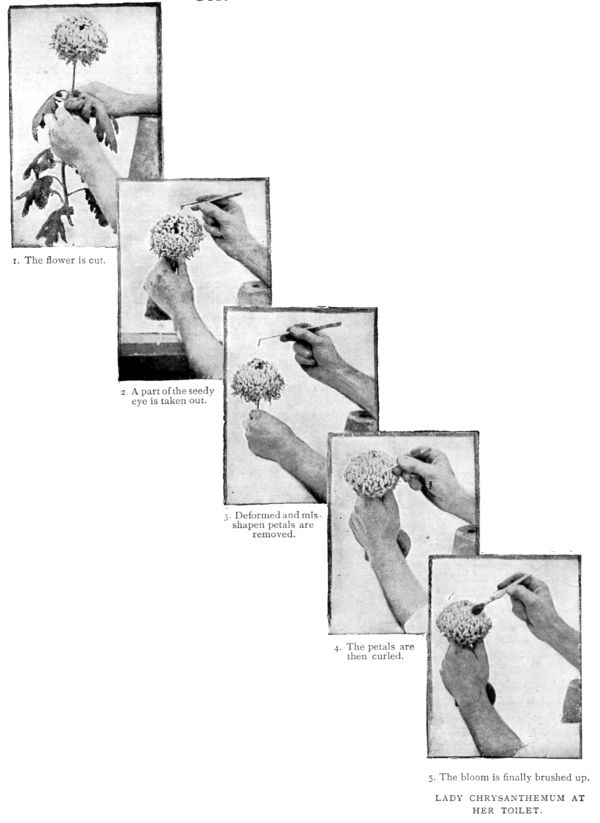 1. The flower is cut.
2. A part of the seedy
eye is taken out.
3. Deformed and mis-
shapen petals are
removed.
4. The petals are
then curled.
5. The bloom is finally brushed up.
LADY CHRYSANTHEMUM AT
HER TOILET.